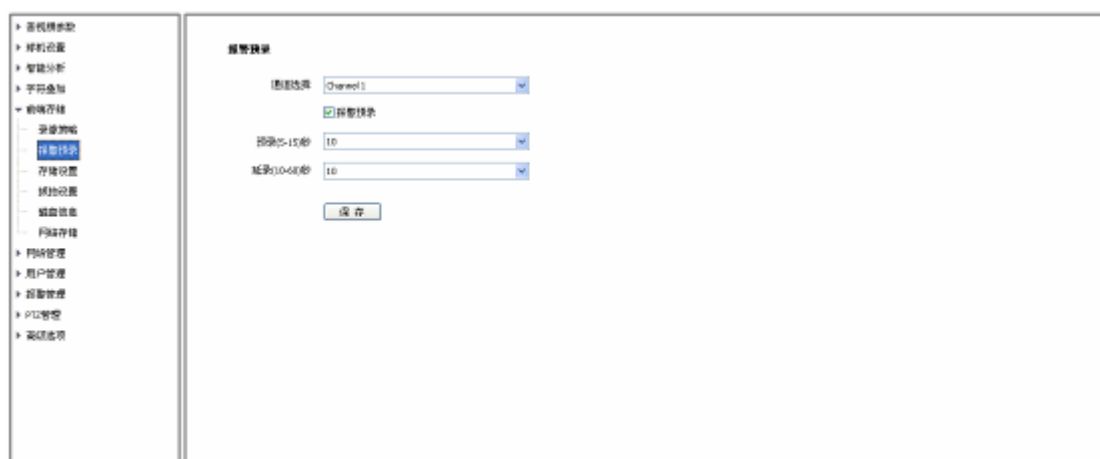 音视频参数
球机设置
智能分析
字符叠加
前端存储
录像策略
报警预录
存储设置
抓拍设置
磁盘信息
网络存储
网络管理
用户管理
报警管理
PTZ管理
高级选项
报警预录
通道选择 Channel 1
报警预录
预录(5-15)秒 10
延录(10-60)秒 10
保 存